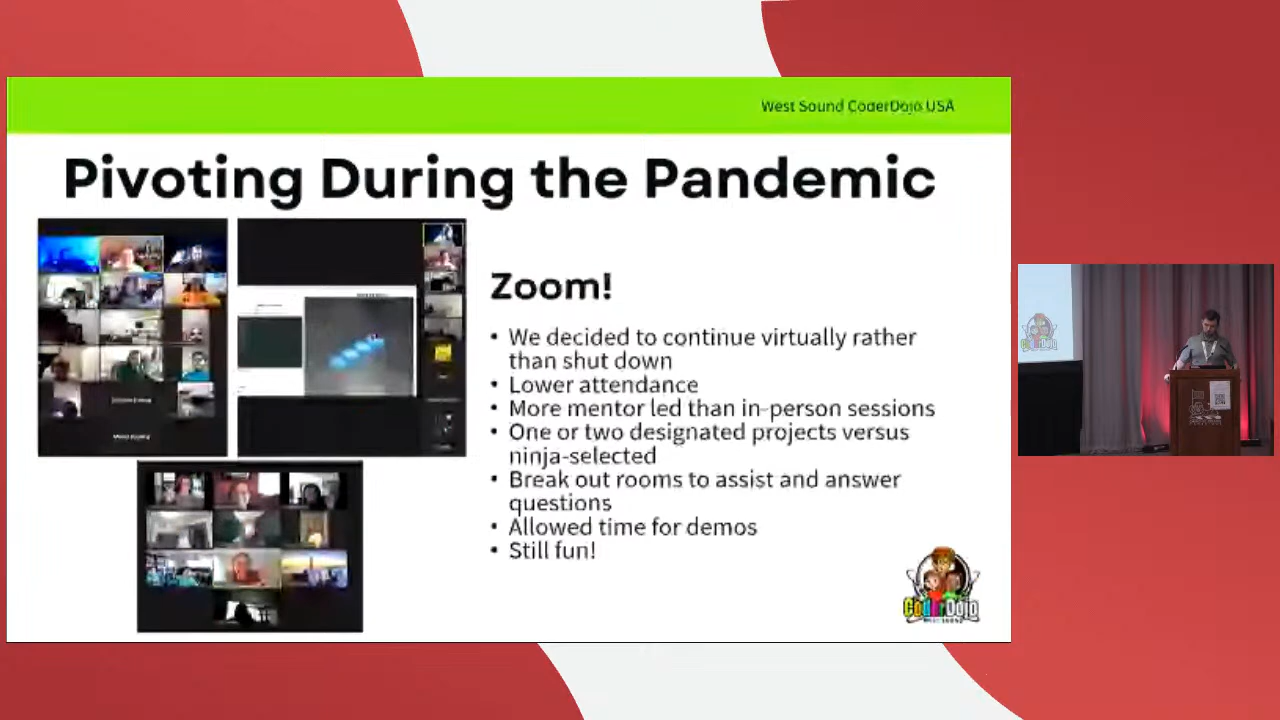 West Sound CoderDojo USA
Pivoting During the Pandemic
Zoom!
• We decided to continue virtually rather
than shut down
• Lower attendance
• More mentor led than in-person sessions
• One or two designated projects versus
ninja-selected
• Break out rooms to assist and answer
questions
• Allowed time for demos
• Still fun!
CoderDojo